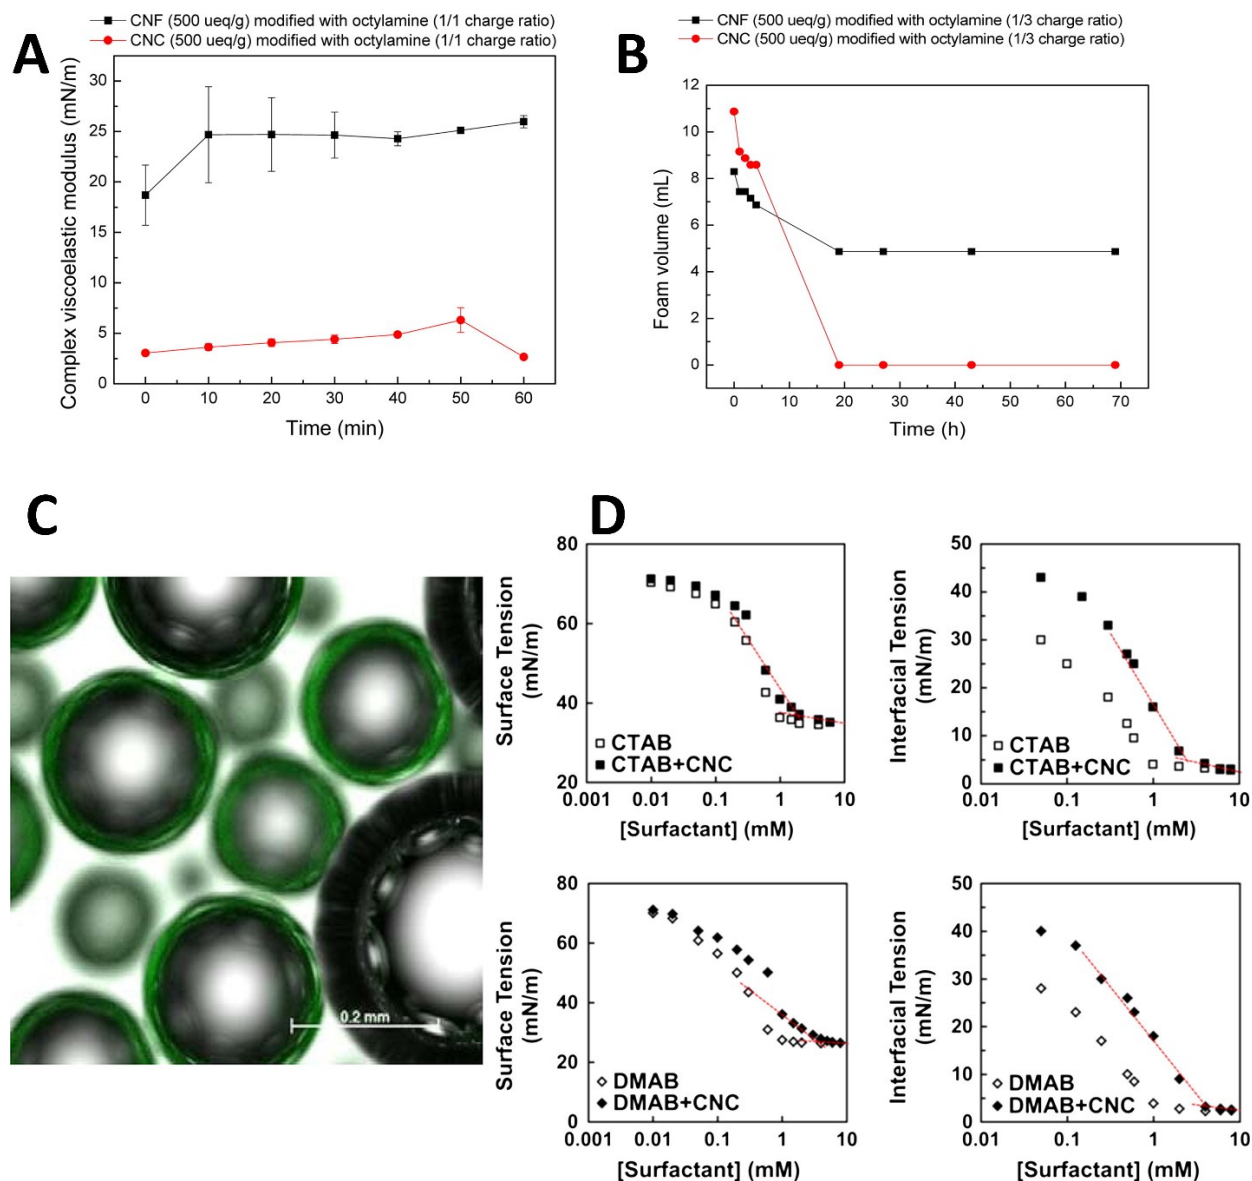 A
CNF (500 ueq/g) modified with octylamine (1/1 charge ratio)
CNC (500 ueq/g) modified with octylamine (1/1 charge ratio)
Complex viscoelastic modulus (mN/m)
30
25
20
15
10
5
0
0 10 20 30 40 50 60
Time (min)
B
CNF (500 ueq/g) modified with octylamine (1/3 charge ratio)
CNC (500 ueq/g) modified with octylamine (1/3 charge ratio)
Foam volume (mL)
12
10
8
6
4
2
0
0 10 20 30 40 50 60 70
Time (h)
C
0.2 mm
D
Surface Tension
(mN/m)
80
60
40
20
CTAB
CTAB+CNC
0.001 0.01 0.1 1 10
[Surfactant] (mM)
Interfacial Tension
(mN/m)
50
40
30
20
10
0
CTAB
CTAB+CNC
0.01 0.1 1 10
[Surfactant] (mM)
Surface Tension
(mN/m)
80
60
40
26
0
DMAB
DMAB+CNC
0.001 0.01 0.1 1 10
[Surfactant] (mM)
Interfacial Tension
(mN/m)
50
40
30
20
10
0
DMAB
DMAB+CNC
0.01 0.1 1 10
[Surfactant] (mM)